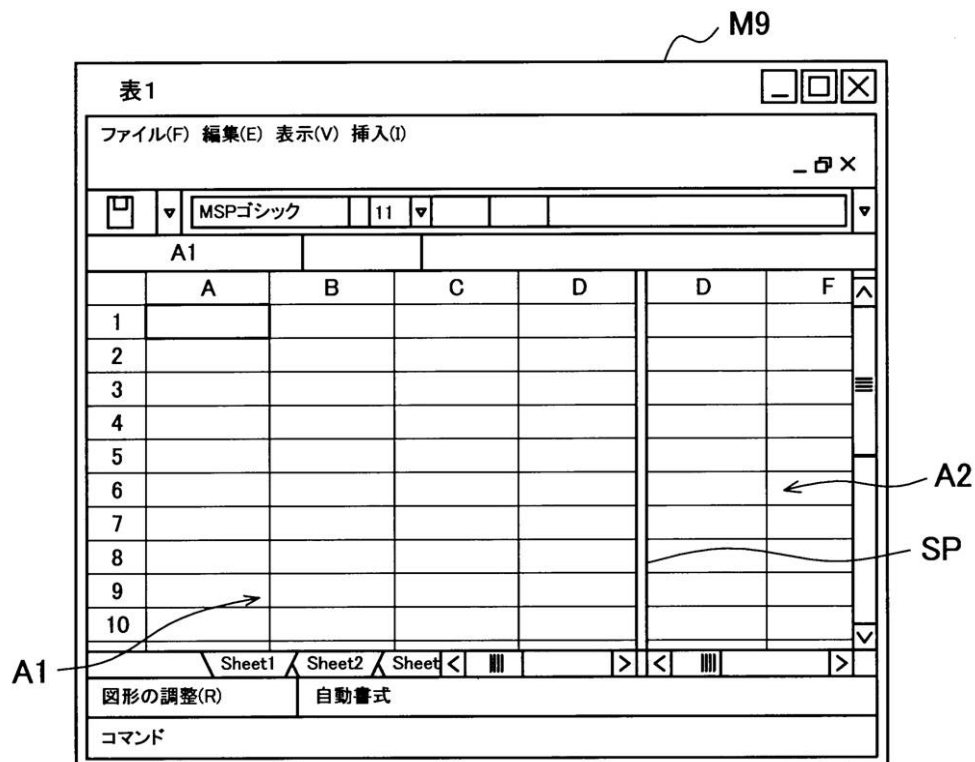 M9
表1
ファイル(F) 編集(E) 表示(V) 挿入(I)
MSPゴシック 11
A1
A B C D D F
1
2
3
4
5
6
A2
7
8
SP
9
10
A1
Sheet1 Sheet2 Sheet
図形の調整(R) 自動書式
コマンド